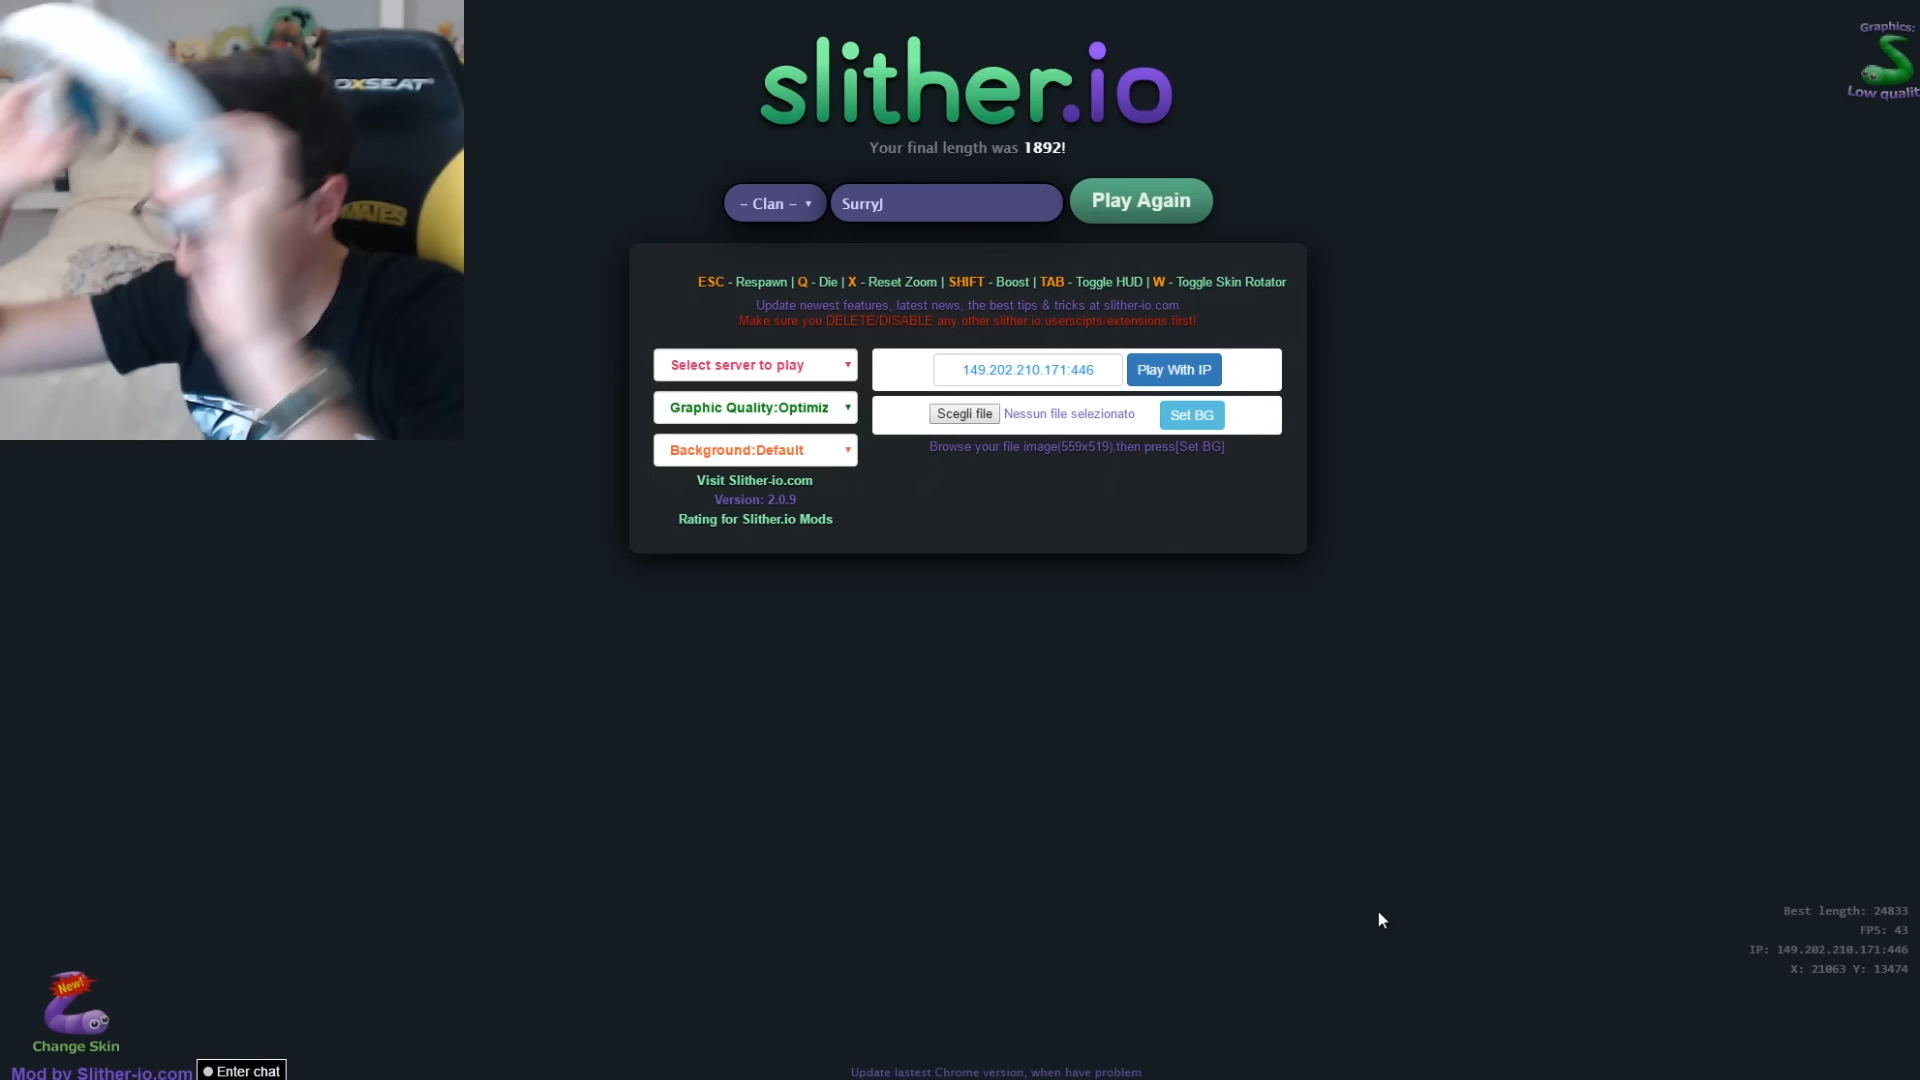 DXSEAT
slither.io
Graphics:
Low qualit
Your final length was 1892!
– Clan – ▾
SurryJ
Play Again
ESC - Respawn | Q - Die | X - Reset Zoom | SHIFT - Boost | TAB - Toggle HUD | W - Toggle Skin Rotator
Update newest features, latest news, the best tips & tricks at slither-io.com
Make sure you DELETE/DISABLE any other slither io userscipts/extensions first!
Select server to play
149.202.210.171:446
Play With IP
Graphic Quality:Optimiz
Scegli file Nessun file selezionato
Set BG
Background:Default
Browse your file image(559x519),then press[Set BG]
Visit Slither-io.com
Version: 2.0.9
Rating for Slither.io Mods
Best length: 24833
FPS: 43
IP: 149.202.210.171:446
X: 21063 Y: 13474
New!
Change Skin
Mod by Slither-io.com
Enter chat
Update lastest Chrome version, when have problem